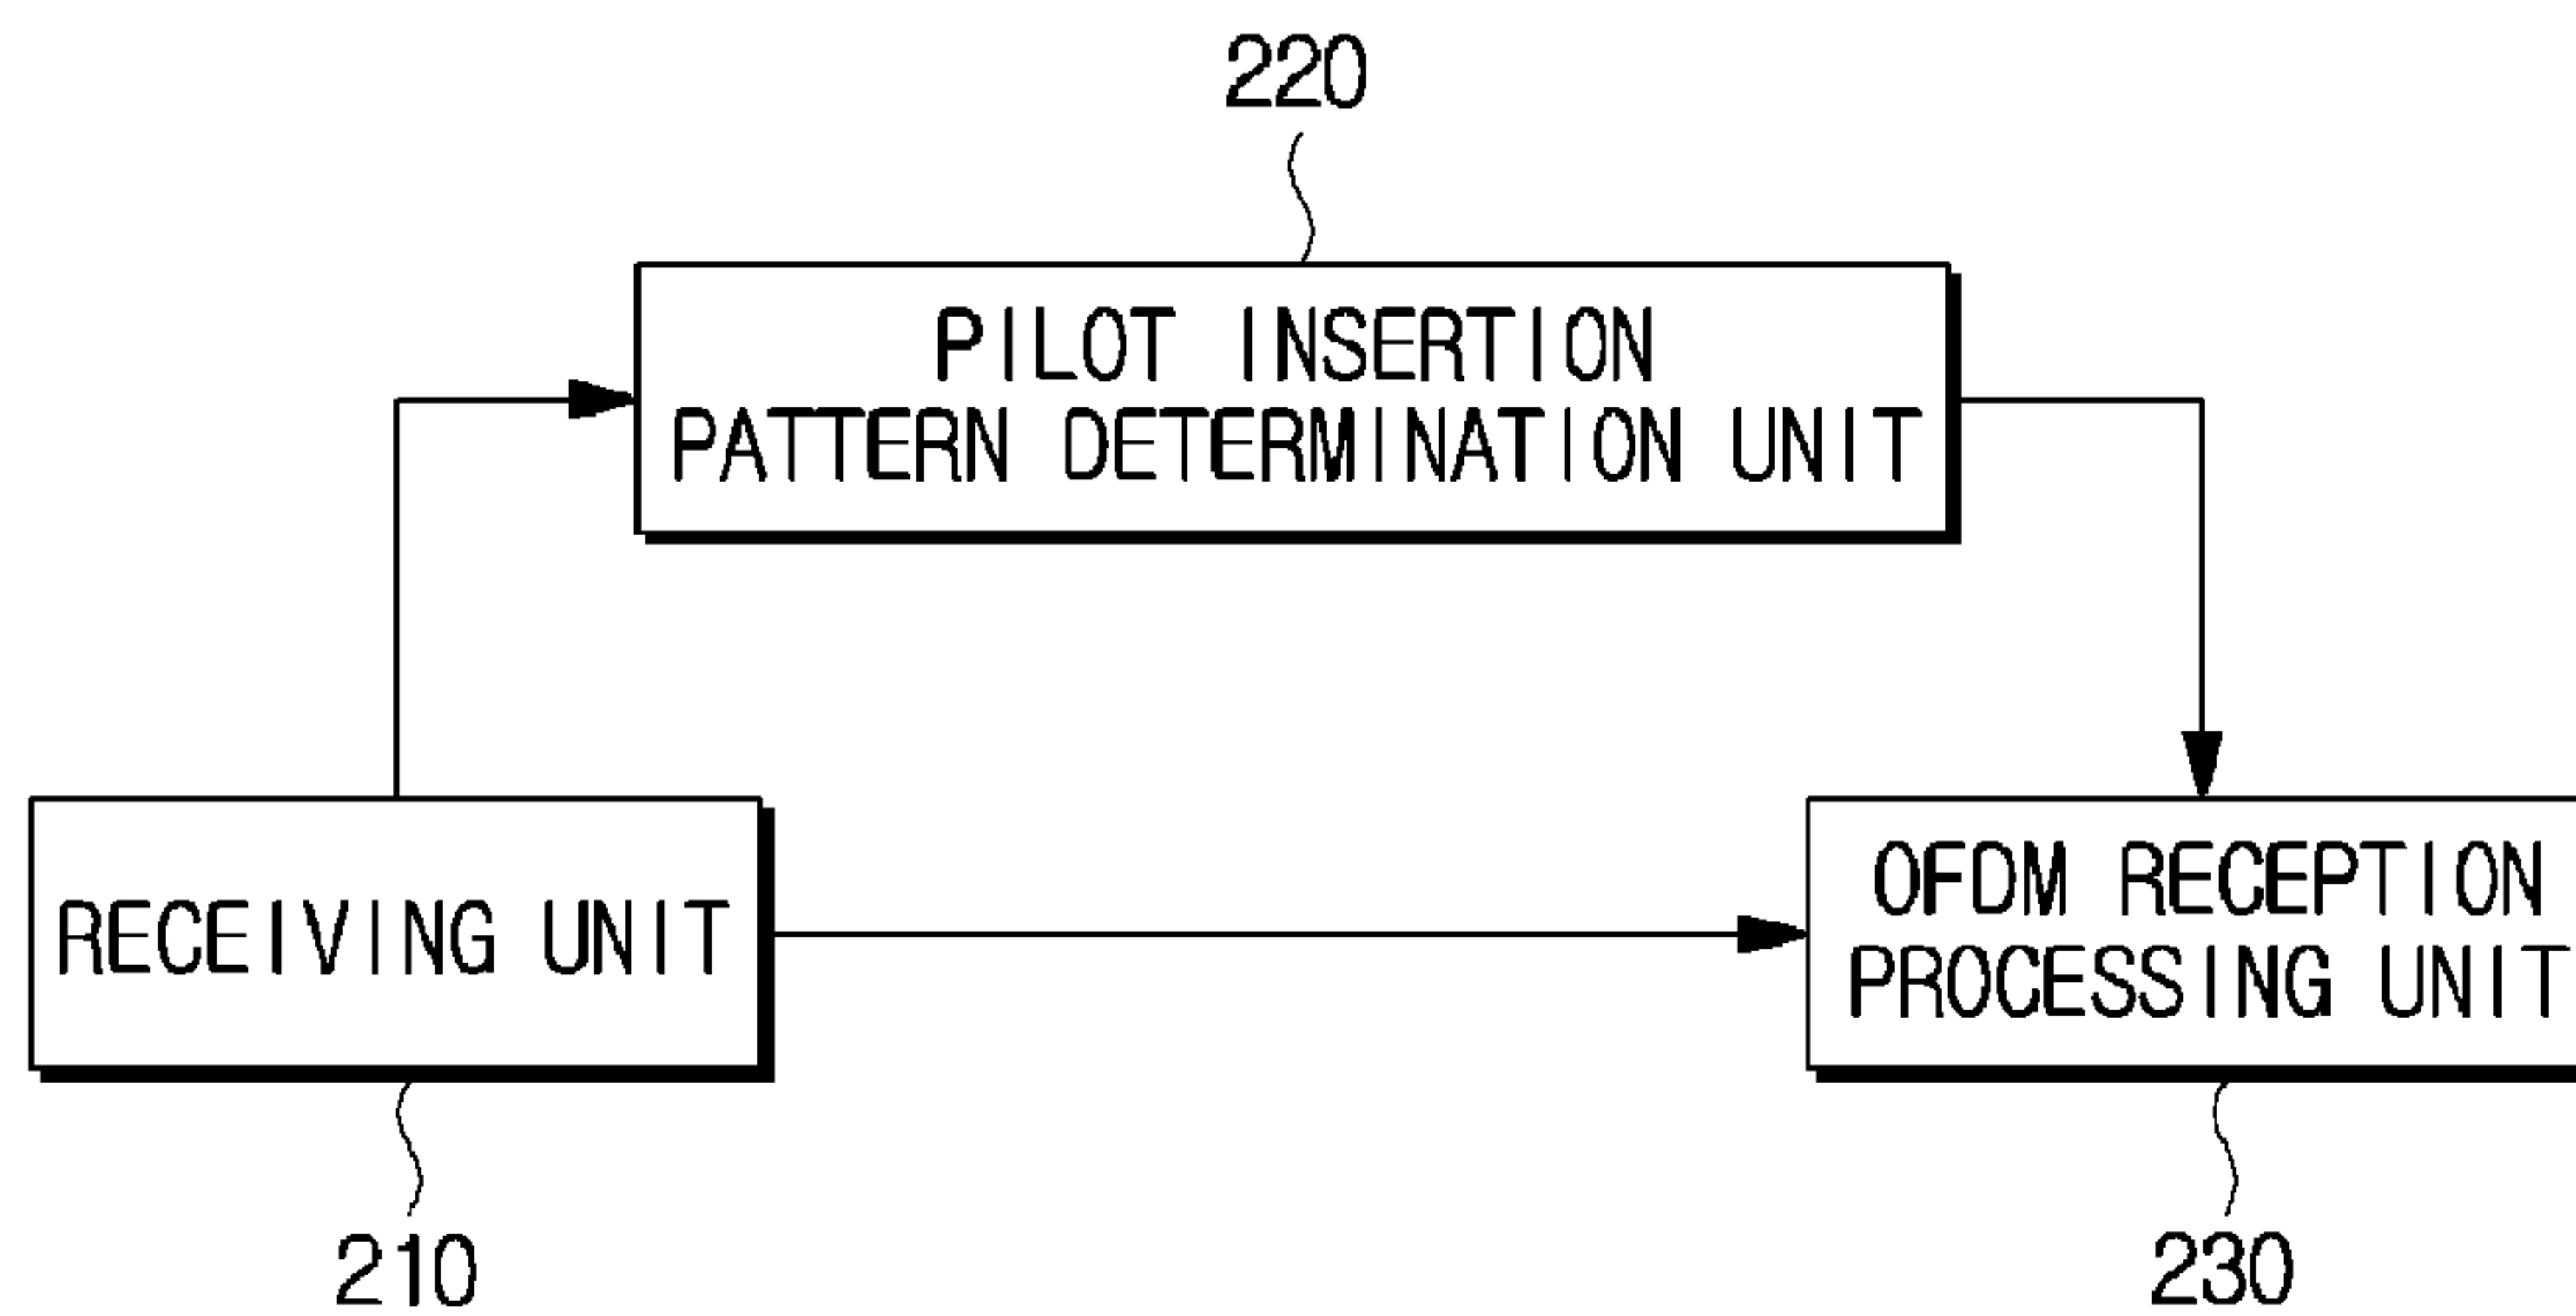 220
PILOT INSERTION
PATTERN DETERMINATION UNIT
RECEIVING UNIT
OFDM RECEPTION
PROCESSING UNIT
210
230